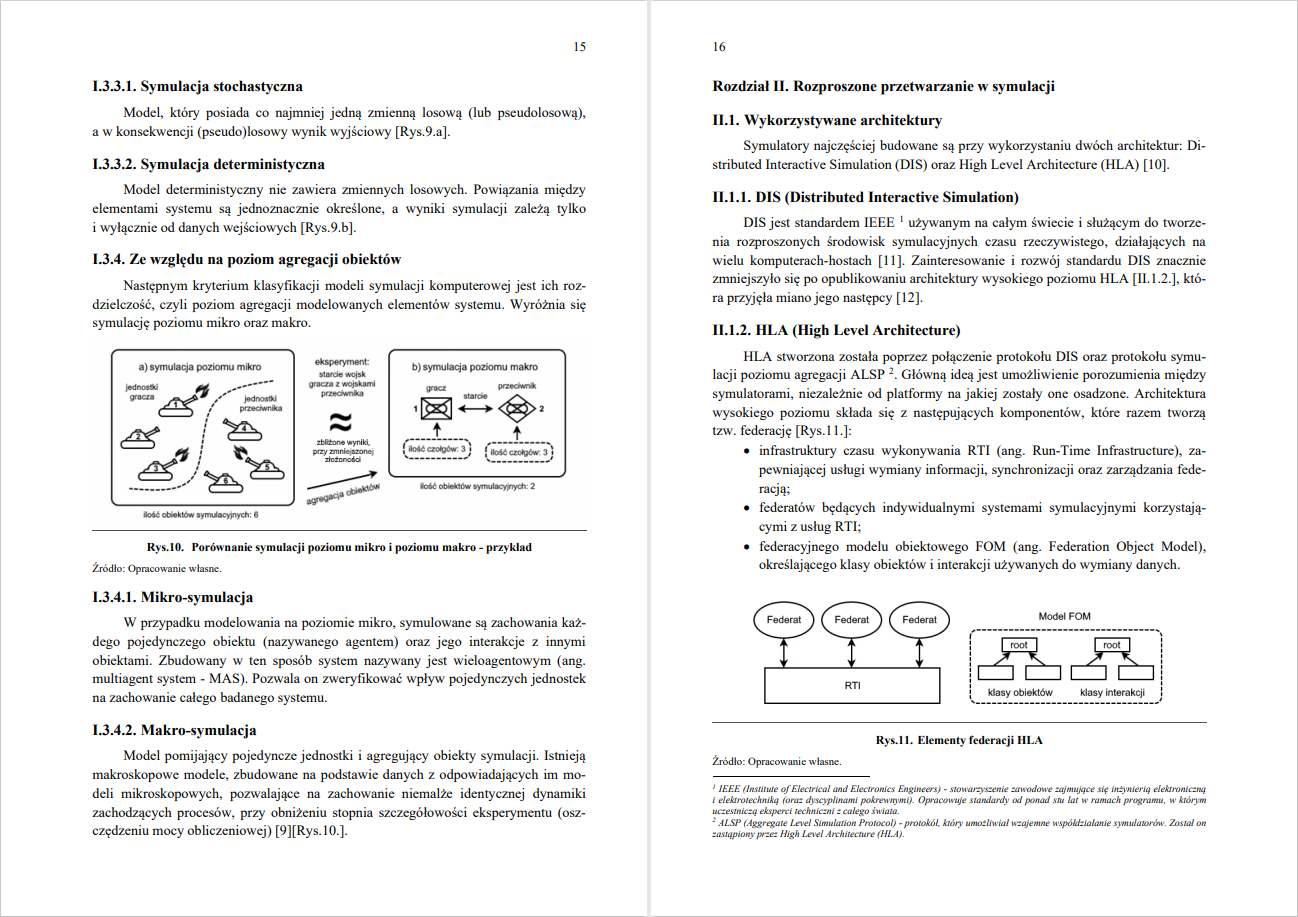 15
I.3.3.1. Symulacja stochastyczna
Model, który posiada co najmniej jedną zmienną losową (lub pseudolosową),
a w konsekwencji (pseudo)losowy wynik wyjściowy [Rys.9.a].
I.3.3.2. Symulacja deterministyczna
Model deterministyczny nie zawiera zmiennych losowych. Powiązania między
elementami systemu są jednoznacznie określone, a wyniki symulacji zależą tylko
i wyłącznie od danych wejściowych [Rys.9.b].
I.3.4. Ze względu na poziom agregacji obiektów
Następnym kryterium klasyfikacji modeli symulacji komputerowej jest ich roz-
dzielczość, czyli poziom agregacji modelowanych elementów systemu. Wyróżnia się
symulację poziomu mikro oraz makro.
a) symulacja poziomu mikro
jednostki
gracza
jednostki
przeciwnika
1
2
3
4
5
6
ilość obiektów symulacyjnych: 6
eksperyment:
starcie wojsk
gracza z wojskami
przeciwnika
≈
zbliżone wyniki,
przy zmniejszonej
złożoności
agregacja obiektów
b) symulacja poziomu makro
gracz
przeciwnik
starcie
1
2
ilość czołgów: 3
ilość czołgów: 3
ilość obiektów symulacyjnych: 2
Rys.10. Porównanie symulacji poziomu mikro i poziomu makro - przykład
Źródło: Opracowanie własne.
I.3.4.1. Mikro-symulacja
W przypadku modelowania na poziomie mikro, symulowane są zachowania każ-
dego pojedynczego obiektu (nazywanego agentem) oraz jego interakcje z innymi
obiektami. Zbudowany w ten sposób system nazywany jest wieloagentowym (ang.
multiagent system - MAS). Pozwala on zweryfikować wpływ pojedynczych jednostek
na zachowanie całego badanego systemu.
I.3.4.2. Makro-symulacja
Model pomijający pojedyncze jednostki i agregujący obiekty symulacji. Istnieją
makroskopowe modele, zbudowane na podstawie danych z odpowiadających im mo-
deli mikroskopowych, pozwalające na zachowanie niemalże identycznej dynamiki
zachodzących procesów, przy obniżeniu stopnia szczegółowości eksperymentu (osz-
czędzeniu mocy obliczeniowej) [9][Rys.10.].
16
Rozdział II. Rozproszone przetwarzanie w symulacji
II.1. Wykorzystywane architektury
Symulatory najczęściej budowane są przy wykorzystaniu dwóch architektur: Di-
stributed Interactive Simulation (DIS) oraz High Level Architecture (HLA) [10].
II.1.1. DIS (Distributed Interactive Simulation)
DIS jest standardem IEEE ¹ używanym na całym świecie i służącym do tworze-
nia rozproszonych środowisk symulacyjnych czasu rzeczywistego, działających na
wielu komputerach-hostach [11]. Zainteresowanie i rozwój standardu DIS znacznie
zmniejszyło się po opublikowaniu architektury wysokiego poziomu HLA [II.1.2.], któ-
ra przyjęła miano jego następcy [12].
II.1.2. HLA (High Level Architecture)
HLA stworzona została poprzez połączenie protokołu DIS oraz protokołu symu-
lacji poziomu agregacji ALSP ². Główną ideą jest umożliwienie porozumienia między
symulatorami, niezależnie od platformy na jakiej zostały one osadzone. Architektura
wysokiego poziomu składa się z następujących komponentów, które razem tworzą
tzw. federację [Rys.11.]:
• infrastruktury czasu wykonywania RTI (ang. Run-Time Infrastructure), za-
pewniającej usługi wymiany informacji, synchronizacji oraz zarządzania fede-
racją;
• federatów będących indywidualnymi systemami symulacyjnymi korzystają-
cymi z usług RTI;
• federacyjnego modelu obiektowego FOM (ang. Federation Object Model),
określającego klasy obiektów i interakcji używanych do wymiany danych.
Federat
Federat
Federat
RTI
Model FOM
root
root
klasy obiektów
klasy interakcji
Rys.11. Elementy federacji HLA
Źródło: Opracowanie własne.
¹ IEEE (Institute of Electrical and Electronics Engineers) - stowarzyszenie zawodowe zajmujące się inżynierią elektroniczną
i elektrotechniką (oraz dyscyplinami pokrewnymi). Opracowuje standardy od ponad stu lat w ramach programu, w którym
uczestniczą eksperci techniczni z całego świata.
² ALSP (Aggregate Level Simulation Protocol) - protokół, który umożliwiał wzajemne współdziałanie symulatorów. Został on
zastąpiony przez High Level Architecture (HLA).